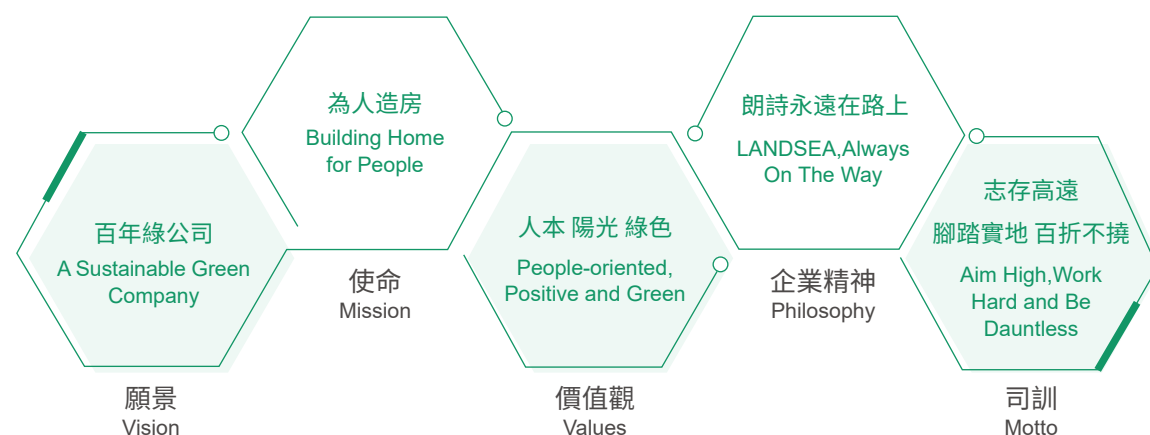 百年綠公司
A Sustainable Green
Company
願景
Vision
為人造房
Building Home
for People
使命
Mission
人本 陽光 綠色
People-oriented,
Positive and Green
價值觀
Values
朗詩永遠在路上
LANDSEA,Always
On The Way
企業精神
Philosophy
志存高遠
腳踏實地 百折不撓
Aim High,Work
Hard and Be
Dauntless
司訓
Motto